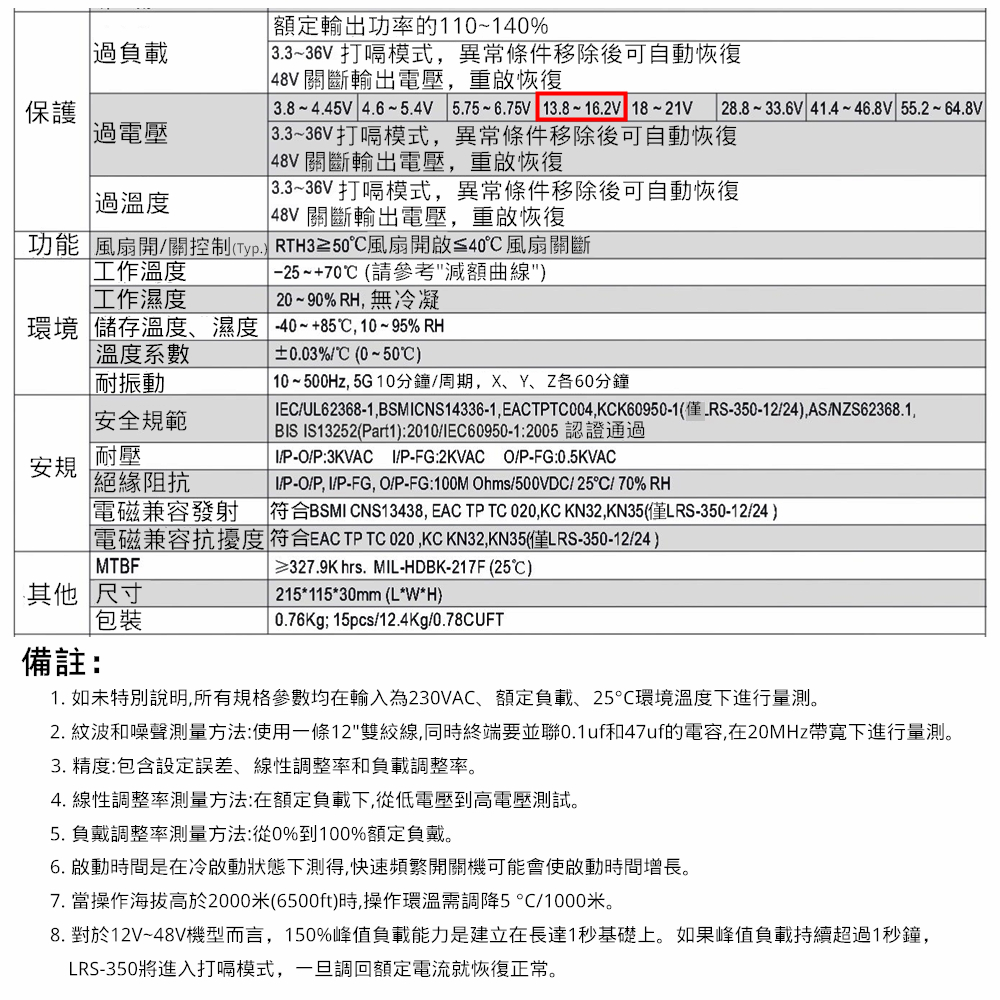 額定輸出功率的110~140%
過負載
3.3~36V 打嗝模式，異常條件移除後可自動恢復
48V 關斷輸出電壓，重啟恢復
保護
3.8 ~ 4.45V 4.6 ~ 5.4V 5.75 ~ 6.75V 13.8 ~ 16.2V 18 ~ 21V 28.8 ~ 33.6V 41.4 ~ 46.8V 55.2 ~ 64.8V
過電壓
3.3~36V 打嗝模式，異常條件移除後可自動恢復
48V 關斷輸出電壓，重啟恢復
過溫度
3.3~36V 打嗝模式，異常條件移除後可自動恢復
48V 關斷輸出電壓，重啟恢復
功能 風扇開/關控制(Typ.) RTH3≧50℃風扇開啟≦40℃ 風扇關斷
工作溫度 −25 ~ +70℃ (請參考"減額曲線")
工作濕度 20 ~ 90% RH, 無冷凝
環境 儲存溫度、濕度 -40 ~ +85℃, 10 ~ 95% RH
溫度系數 ±0.03%/℃ (0 ~ 50℃)
耐振動 10 ~ 500Hz, 5G 10分鐘/周期，X、Y、Z各60分鐘
安全規範 IEC/UL62368-1,BSMICNS14336-1,EACTPTC004,KCK60950-1(僅LRS-350-12/24),AS/NZS62368.1,
BIS IS13252(Part1):2010/IEC60950-1:2005 認證通過
安規 耐壓 I/P-O/P:3KVAC I/P-FG:2KVAC O/P-FG:0.5KVAC
絕緣阻抗 I/P-O/P, I/P-FG, O/P-FG:100M Ohms/500VDC/ 25℃/ 70% RH
電磁兼容發射 符合BSMI CNS13438, EAC TP TC 020,KC KN32,KN35(僅LRS-350-12/24 )
電磁兼容抗擾度 符合EAC TP TC 020 ,KC KN32,KN35(僅LRS-350-12/24 )
MTBF ≥327.9K hrs. MIL-HDBK-217F (25℃)
其他 尺寸 215*115*30mm (L*W*H)
包裝 0.76Kg; 15pcs/12.4Kg/0.78CUFT
備註：
1. 如未特別說明,所有規格參數均在輸入為230VAC、額定負載、25°C環境溫度下進行量測。
2. 紋波和噪聲測量方法:使用一條12"雙絞線,同時終端要並聯0.1uf和47uf的電容,在20MHz帶寬下進行量測。
3. 精度:包含設定誤差、線性調整率和負載調整率。
4. 線性調整率測量方法:在額定負載下,從低電壓到高電壓測試。
5. 負戴調整率測量方法:從0%到100%額定負戴。
6. 啟動時間是在冷啟動狀態下測得,快速頻繁開關機可能會使啟動時間增長。
7. 當操作海拔高於2000米(6500ft)時,操作環溫需調降5 °C/1000米。
8. 對於12V~48V機型而言，150%峰值負載能力是建立在長達1秒基礎上。如果峰值負載持續超過1秒鐘，
LRS-350將進入打嗝模式，一旦調回額定電流就恢復正常。